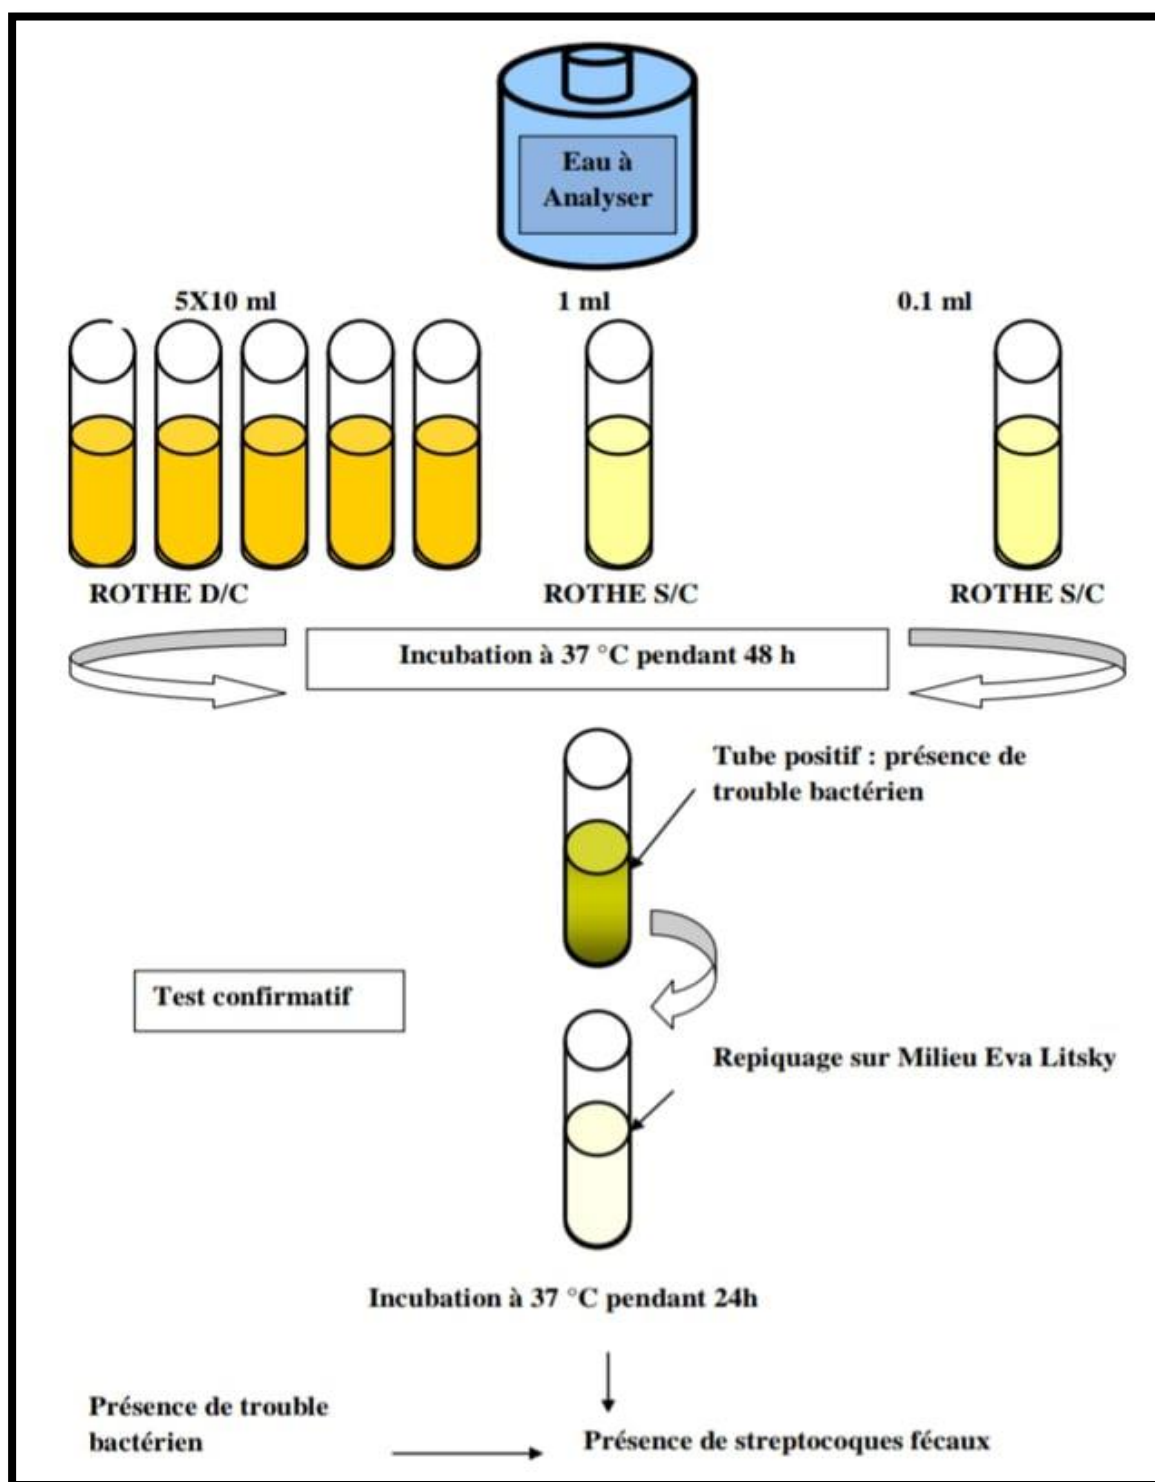 Eau à
Analyser
5X10 ml
1 ml
0.1 ml
ROTHE D/C
ROTHE S/C
ROTHE S/C
Incubation à 37 °C pendant 48 h
Tube positif : présence de
trouble bactérien
Test confirmatif
Repiquage sur Milieu Eva Litsky
Incubation à 37 °C pendant 24h
Présence de trouble
bactérien
Présence de streptocoques fécaux